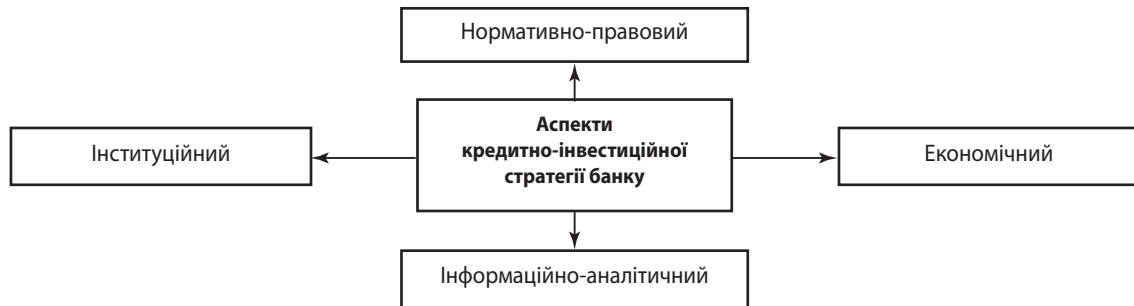 Нормативно-правовий
Аспекти
кредитно-інвестиційної
стратегії банку
Інституційний
Економічний
Інформаційно-аналітичний